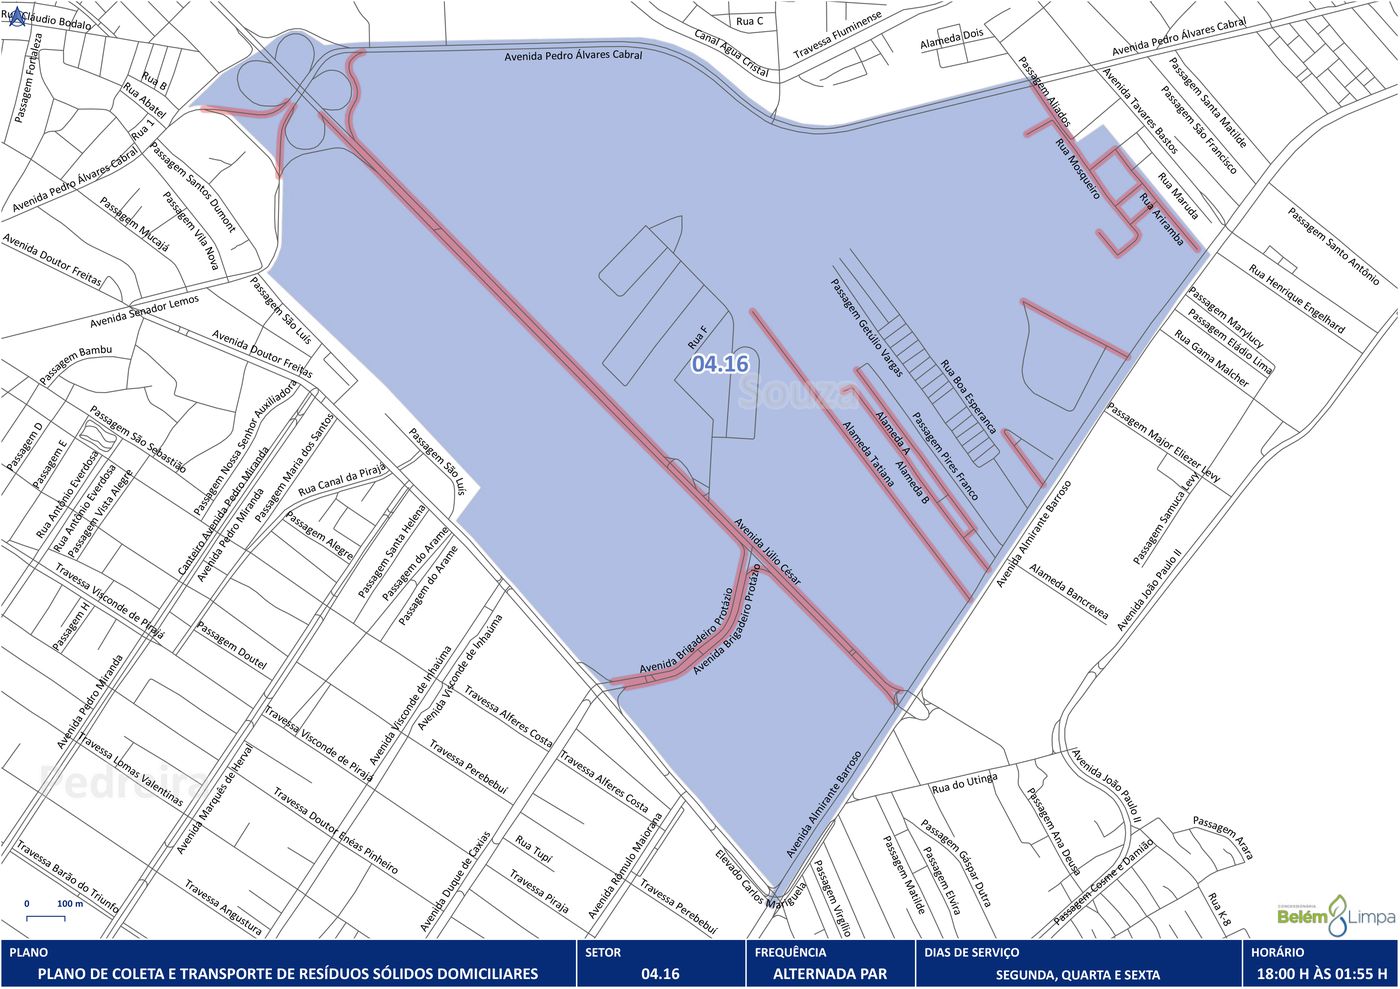 Rua Cláudio Bodalo
Passagem Fortaleza
Rua B
Rua Abatel
Rua 1
Avenida Pedro Álvares Cabral
Passagem Santos Dumont
Passagem Mucajá
Passagem Vila Nova
Avenida Doutor Freitas
Avenida Senador Lemos
Passagem São Luís
Avenida Doutor Freitas
Passagem Bambu
Avenida Pedro Álvares Cabral
Rua C
Canal Água Cristal
Travessa Fluminense
Alameda Dois
Avenida Pedro Álvares Cabral
Passagem Aliados
Avenida Tavares Bastos
Passagem Santa Matilde
Passagem São Francisco
Rua Mosqueiro
Rua Maruda
Rua Ariramba
Passagem Santo Antônio
Rua Henrique Engelhard
Passagem Marylucy
Passagem Eládio Lima
Rua Gama Malcher
Passagem Getúlio Vargas
Rua Boa Esperança
Rua F
04.16
Souza
Alameda A
Alameda B
Alameda Tatiana
Passagem Pires Franco
Passagem Major Eliezer Levy
Passagem Samuca Levy
Avenida João Paulo II
Avenida Almirante Barroso
Alameda Bancrevea
Passagem D
Passagem E
Passagem São Sebastião
Rua Antônio Everdosa
Rua Antônio Everdosa
Passagem Vista Alegre
Passagem Nossa Senhor Auxiliadora
Canteiro Avenida Pedro Miranda
Avenida Pedro Miranda
Passagem Maria dos Santos
Rua Canal da Pirajá
Passagem São Luís
Passagem Alegre
Passagem Santa Helena
Passagem do Arame
Passagem do Arame
Travessa Visconde de Pirajá
Passagem H
Passagem Doutel
Avenida Pedro Miranda
Avenida Júlio César
Avenida Brigadeiro Protázio
Avenida Brigadeiro Protázio
Avenida Visconde de Inhaúma
Avenida Visconde de Inhaúma
Travessa Alferes Costa
Travessa Alferes Costa
Travessa Visconde de Pirajá
Travessa Perebebuí
Travessa Lomas Valentinas
Pedreira
Avenida Marquês de Herval
Travessa Doutor Enéas Pinheiro
Avenida Duque de Caxias
Rua Tupi
Travessa Piraja
Avenida Rômulo Maiorana
Travessa Perebebuí
Travessa Barão do Triunfo
Travessa Angustura
Elevado Carlos Mariguela
Avenida Almirante Barroso
Rua do Utinga
Avenida João Paulo II
Passagem Virgílio
Passagem Matilde
Passagem Elvira
Passagem Gáspar Dutra
Passagem Ana Deusa
Passagem Cosme e Damião
Passagem Arara
Rua K-8
0 100 m
CONCESSIONÁRIA
Belém Limpa
PLANO
PLANO DE COLETA E TRANSPORTE DE RESÍDUOS SÓLIDOS DOMICILIARES
SETOR
04.16
FREQUÊNCIA
ALTERNADA PAR
DIAS DE SERVIÇO
SEGUNDA, QUARTA E SEXTA
HORÁRIO
18:00 H ÀS 01:55 H